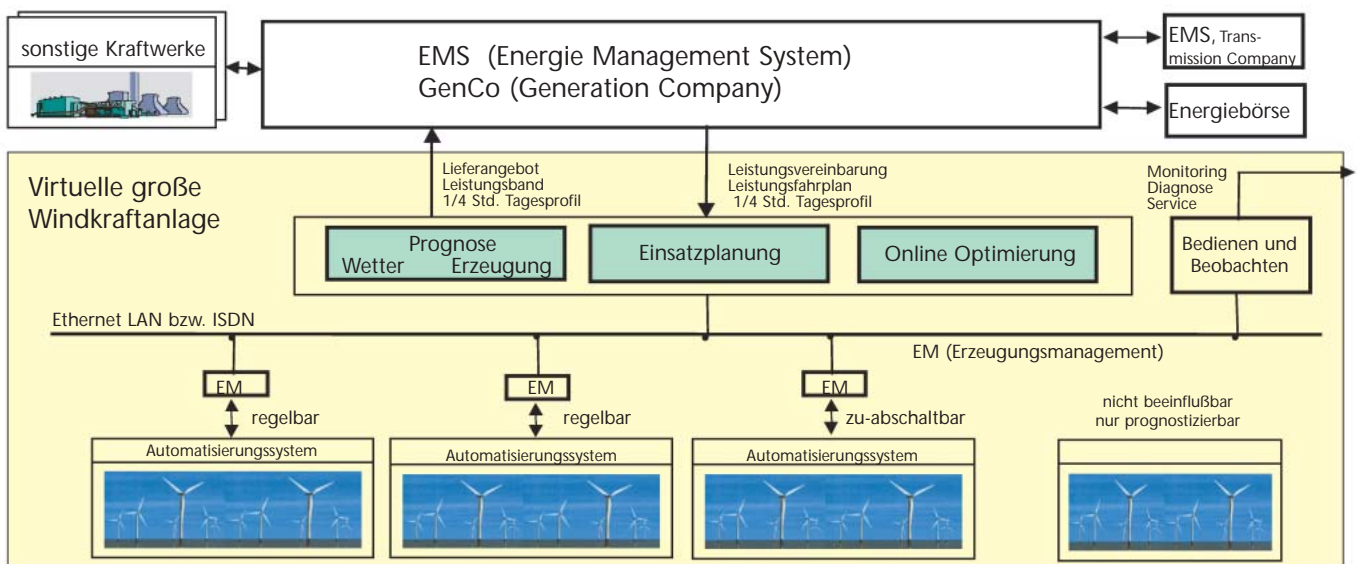 sonstige Kraftwerke
EMS (Energie Management System)
GenCo (Generation Company)
EMS, Trans-
mission Company
Energiebörse
Virtuelle große
Windkraftanlage
Lieferangebot
Leistungsband
1/4 Std. Tagesprofil
Leistungsvereinbarung
Leistungsfahrplan
1/4 Std. Tagesprofil
Monitoring
Diagnose
Service
Prognose
Wetter Erzeugung
Einsatzplanung
Online Optimierung
Bedienen und
Beobachten
Ethernet LAN bzw. ISDN
EM (Erzeugungsmanagement)
EM
EM
EM
regelbar
regelbar
zu-abschaltbar
nicht beeinflußbar
nur prognostizierbar
Automatisierungssystem
Automatisierungssystem
Automatisierungssystem